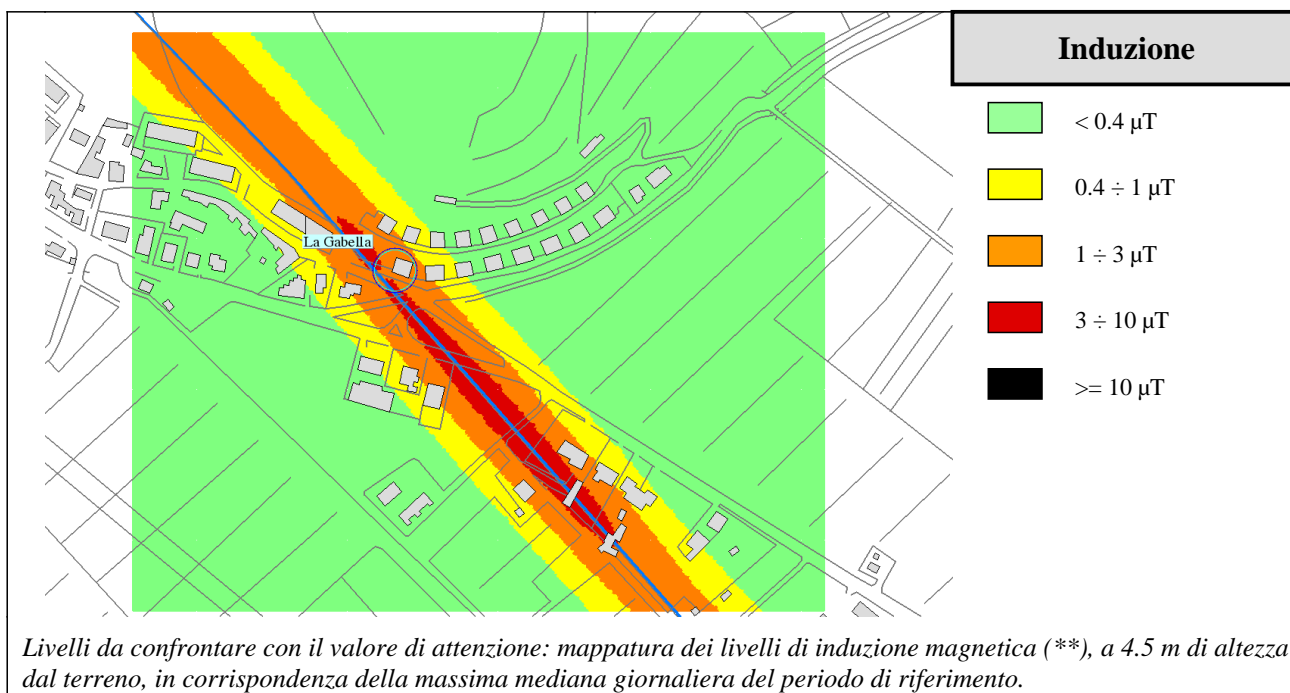 Induzione
< 0.4 µT
0.4 ÷ 1 µT
1 ÷ 3 µT
3 ÷ 10 µT
>= 10 µT
La Gabella
Livelli da confrontare con il valore di attenzione: mappatura dei livelli di induzione magnetica (**), a 4.5 m di altezza
dal terreno, in corrispondenza della massima mediana giornaliera del periodo di riferimento.